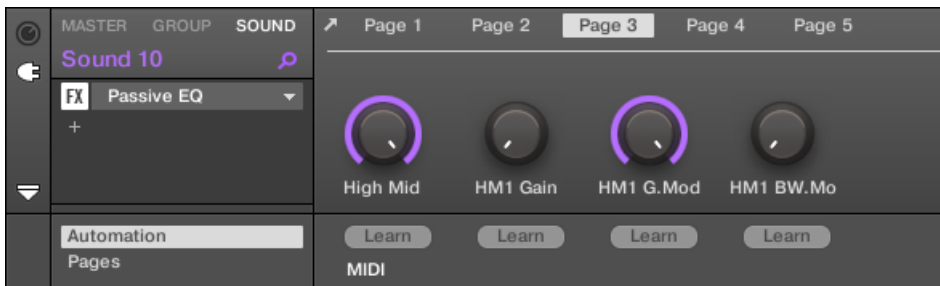 MASTER GROUP SOUND Page 1 Page 2 Page 3 Page 4 Page 5
Sound 10
FX Passive EQ
+
High Mid HM1 Gain HM1 G.Mod HM1 BW.Mo
Automation Learn Learn Learn Learn
Pages MIDI